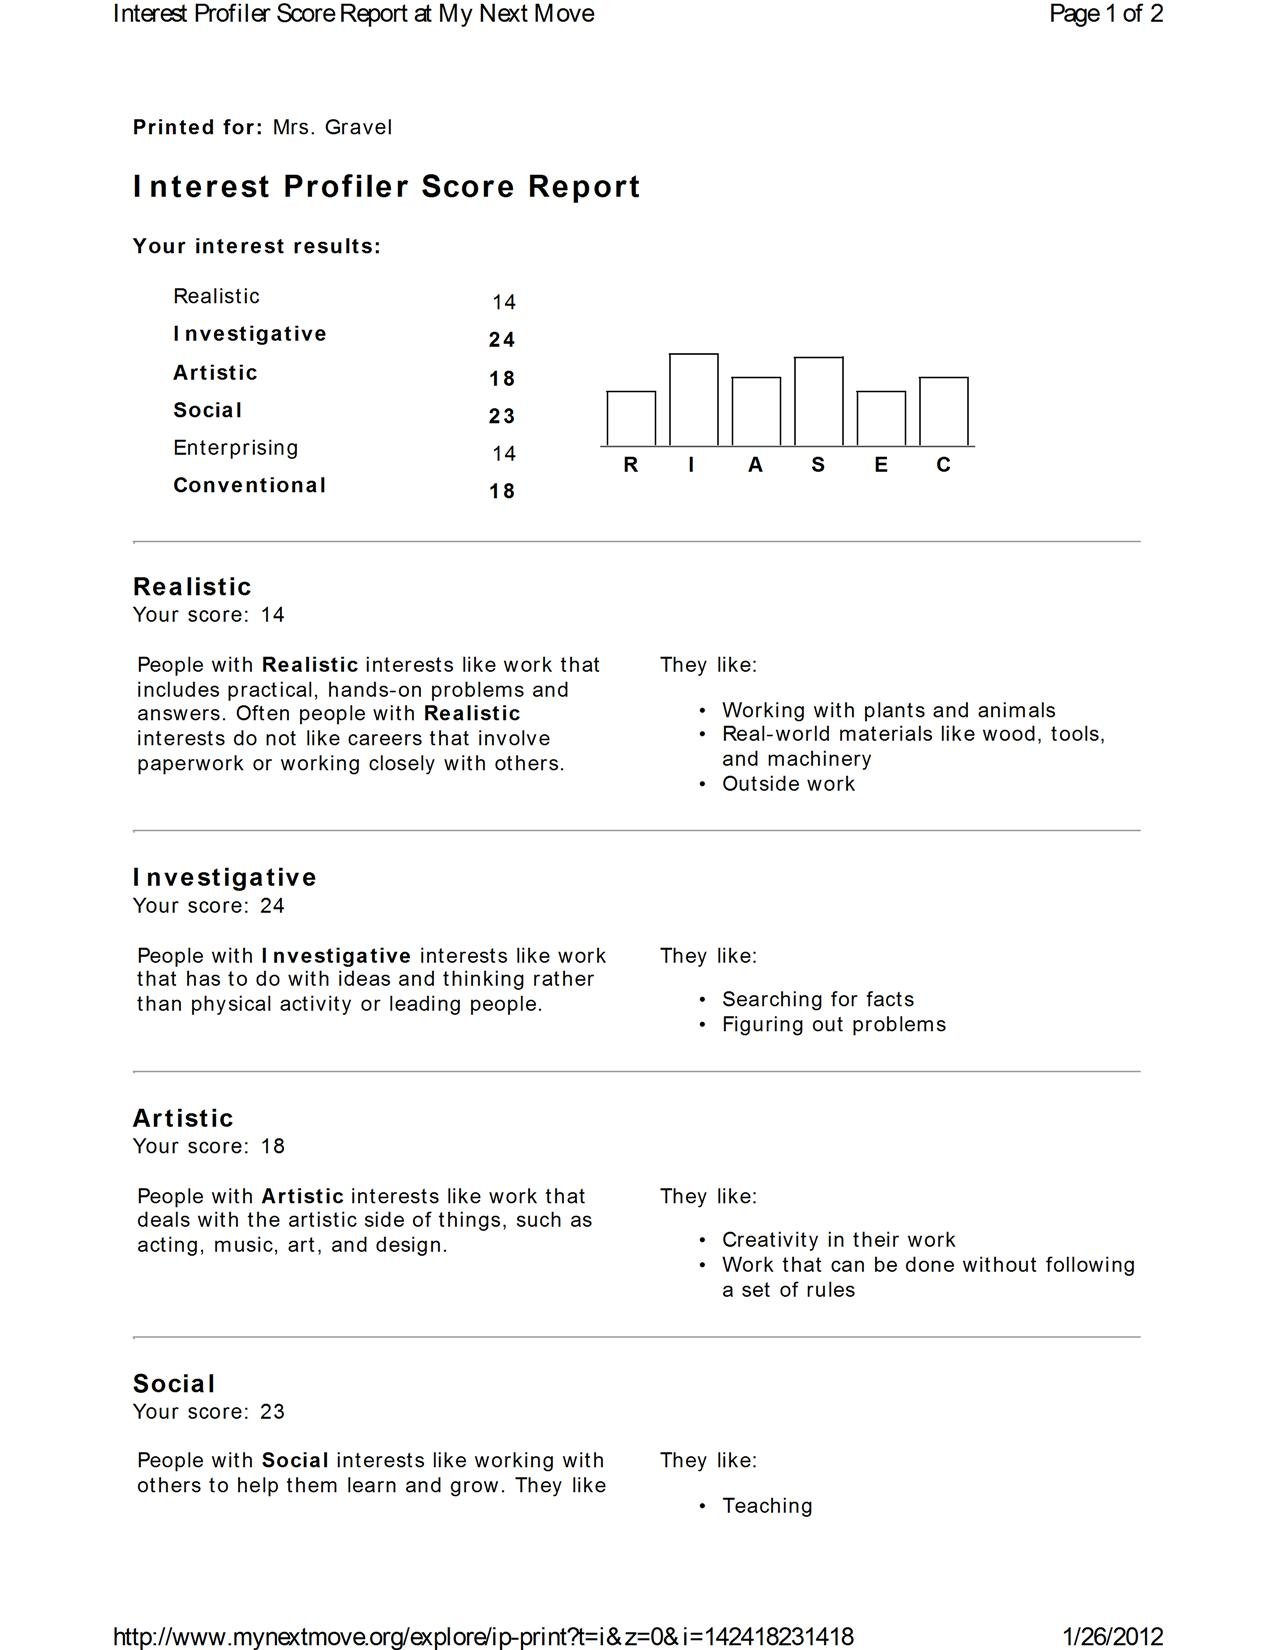 Interest Profiler Score Report at My Next Move Page 1 of 2
Printed for: Mrs. Gravel
Interest Profiler Score Report
Your interest results:
Realistic 14
Investigative 24
Artistic 18
Social 23
Enterprising 14
Conventional 18
R I A S E C
Realistic
Your score: 14
People with Realistic interests like work that
includes practical, hands-on problems and
answers. Often people with Realistic
interests do not like careers that involve
paperwork or working closely with others.
They like:
• Working with plants and animals
• Real-world materials like wood, tools,
and machinery
• Outside work
Investigative
Your score: 24
People with Investigative interests like work
that has to do with ideas and thinking rather
than physical activity or leading people.
They like:
• Searching for facts
• Figuring out problems
Artistic
Your score: 18
People with Artistic interests like work that
deals with the artistic side of things, such as
acting, music, art, and design.
They like:
• Creativity in their work
• Work that can be done without following
a set of rules
Social
Your score: 23
People with Social interests like working with
others to help them learn and grow. They like
They like:
• Teaching
http://www.mynextmove.org/explore/ip-print?t=i&z=0&i=142418231418 1/26/2012